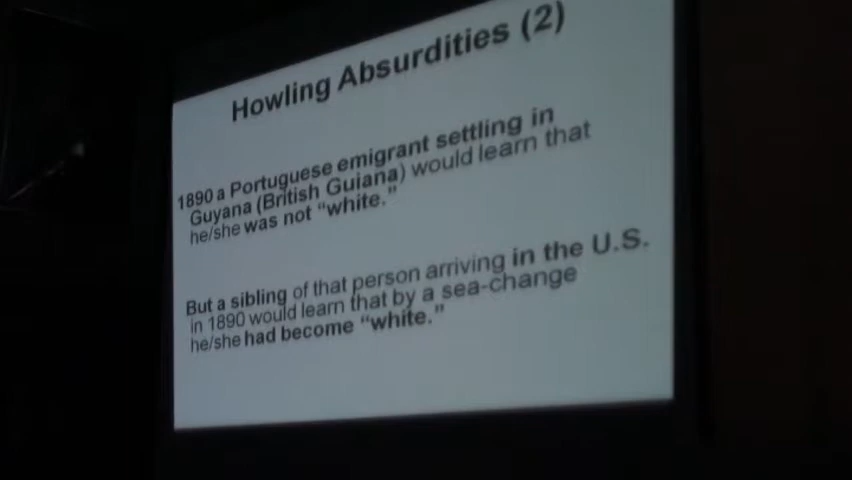 Howling Absurdities (2)
1890 a Portuguese emigrant settling in
Guyana (British Guiana) would learn that
he/she was not “white.”
But a sibling of that person arriving in the U.S.
in 1890 would learn that by a sea-change
he/she had become “white.”